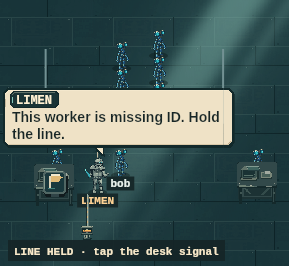 LIMEN
This worker is missing ID. Hold
the line.
bob
LIMEN
LINE HELD · tap the desk signal